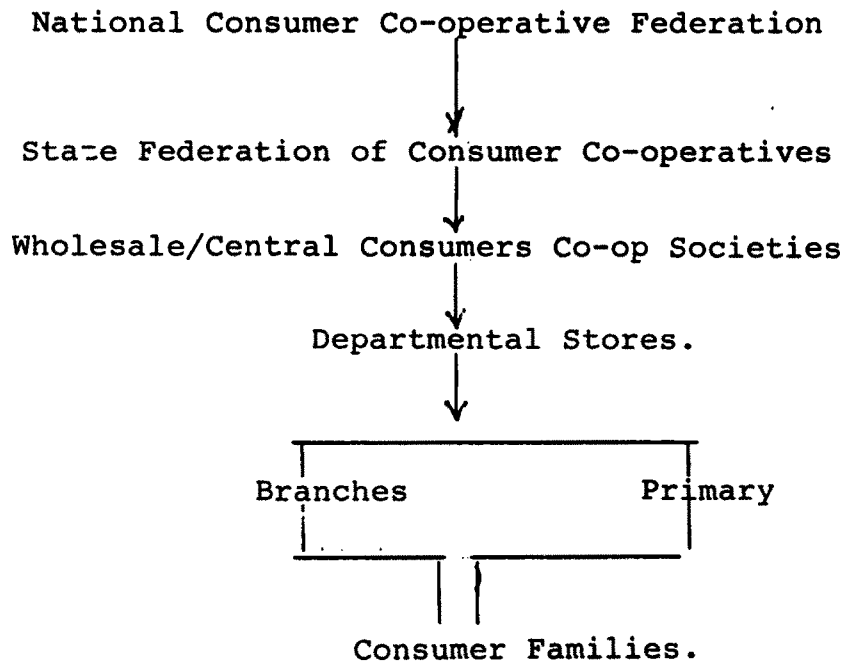 National Consumer Co-operative Federation
State Federation of Consumer Co-operatives
Wholesale/Central Consumers Co-op Societies
Departmental Stores.
Branches Primary
Consumer Families.